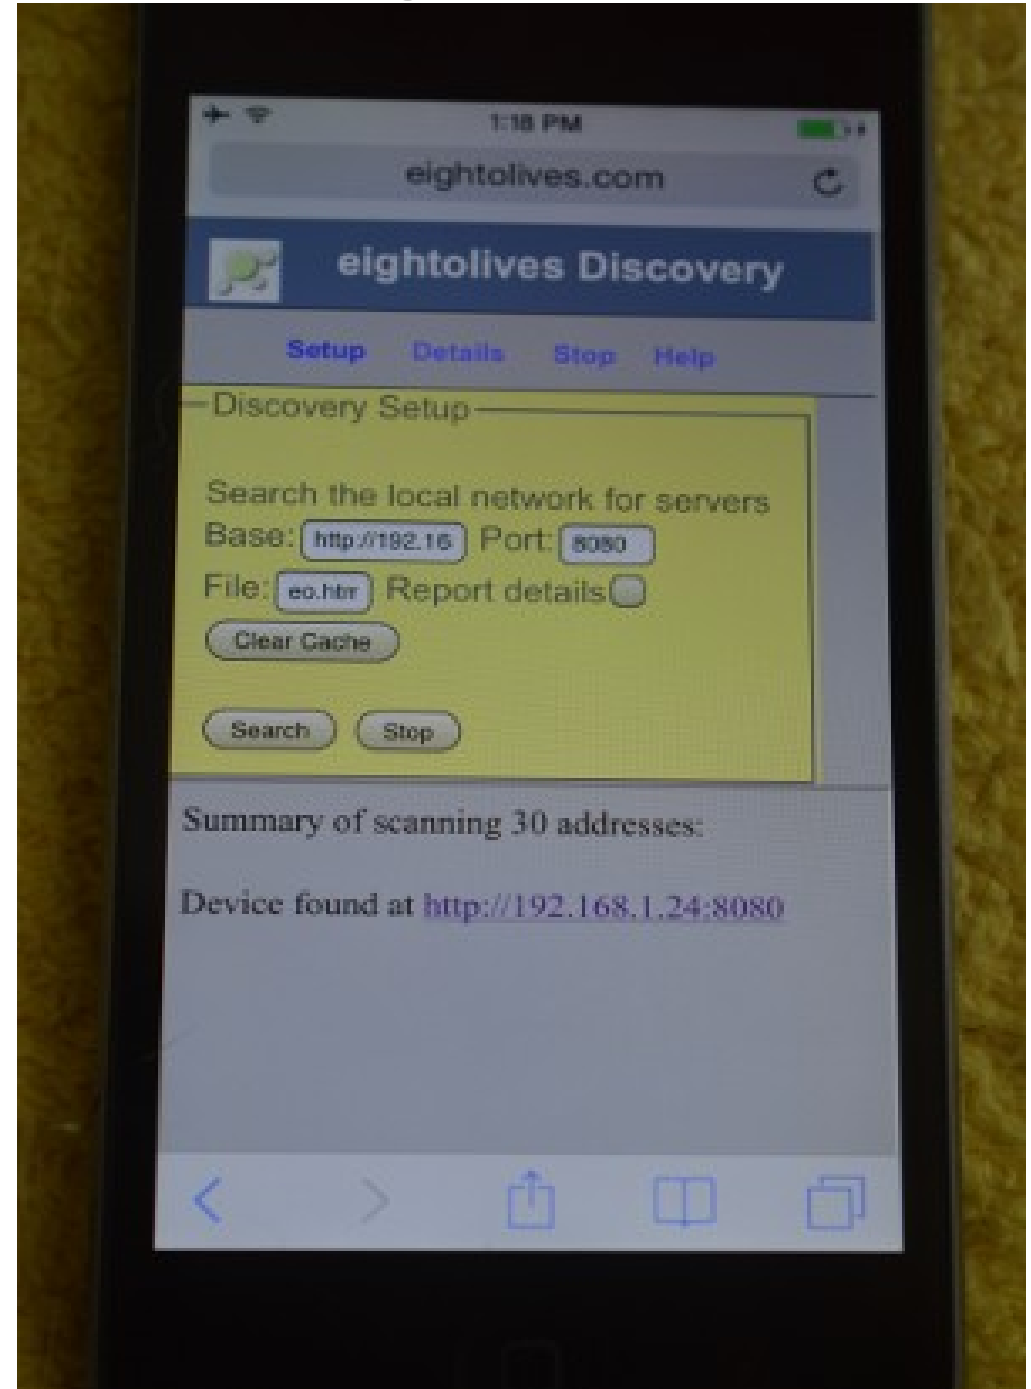 1:18 PM
eightolives.com
eightolives Discovery
Setup Details Stop Help
Discovery Setup
Search the local network for servers
Base: http://192.16 Port: 8080
File: eo.htm Report details
Clear Cache
Search Stop
Summary of scanning 30 addresses:
Device found at http://192.168.1.24:8080